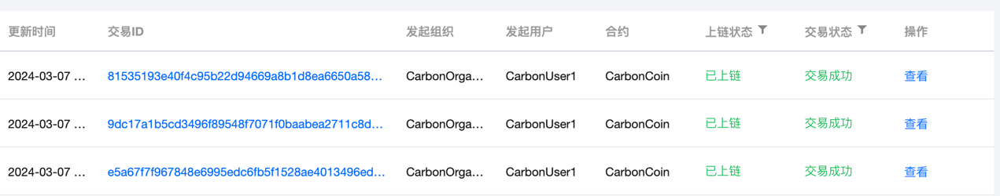 更新时间 交易ID 发起组织 发起用户 合约 上链状态 交易状态 操作
2024-03-07 ... 81535193e40f4c95b22d94669a8b1d8ea6650a58... CarbonOrga... CarbonUser1 CarbonCoin 已上链 交易成功 查看
2024-03-07 ... 9dc17a1b5cd3496f89548f7071f0baabea2711c8d... CarbonOrga... CarbonUser1 CarbonCoin 已上链 交易成功 查看
2024-03-07 ... e5a67f7f967848e6995edc6fb5f1528ae4013496ed... CarbonOrga... CarbonUser1 CarbonCoin 已上链 交易成功 查看